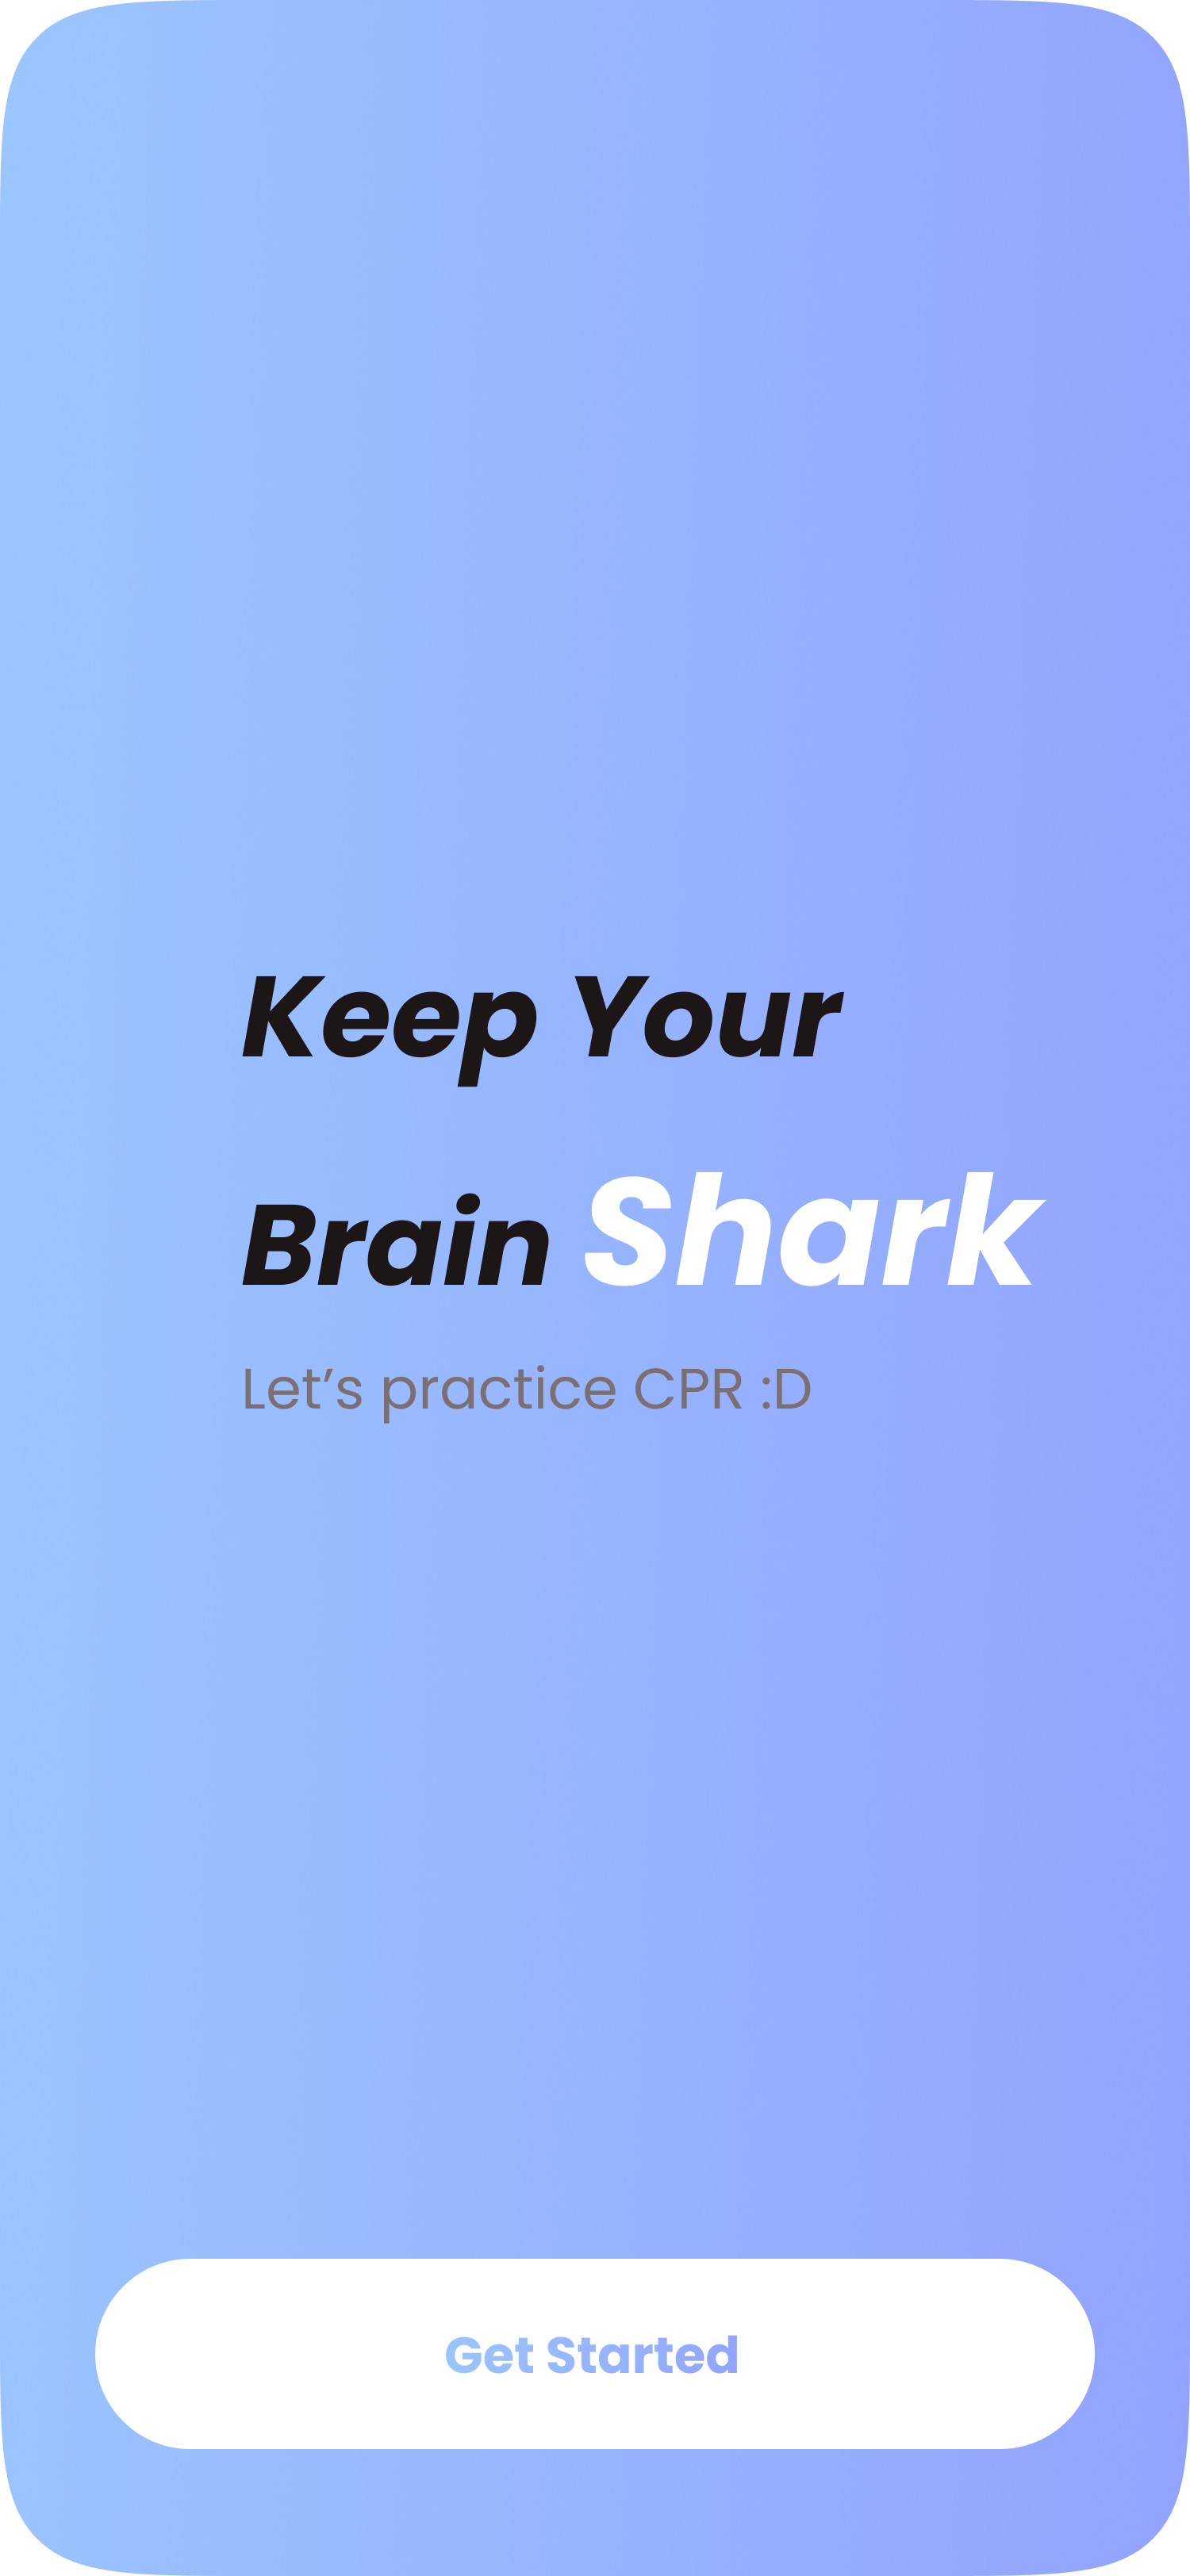 Keep Your
Brain Shark
Let’s practice CPR :D
Get Started